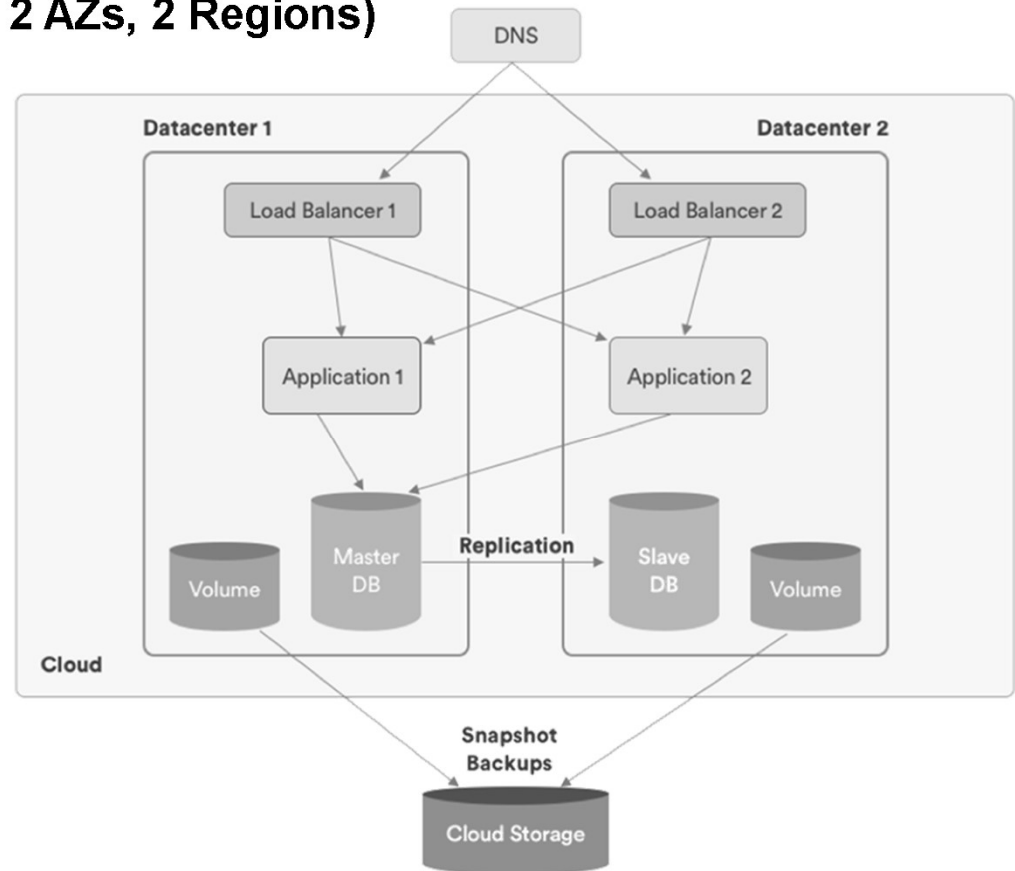 2 AZs, 2 Regions)
DNS
Datacenter 1
Datacenter 2
Load Balancer 1
Load Balancer 2
Application 1
Application 2
Replication
Volume
Master
DB
Slave
DB
Volume
Cloud
Snapshot
Backups
Cloud Storage